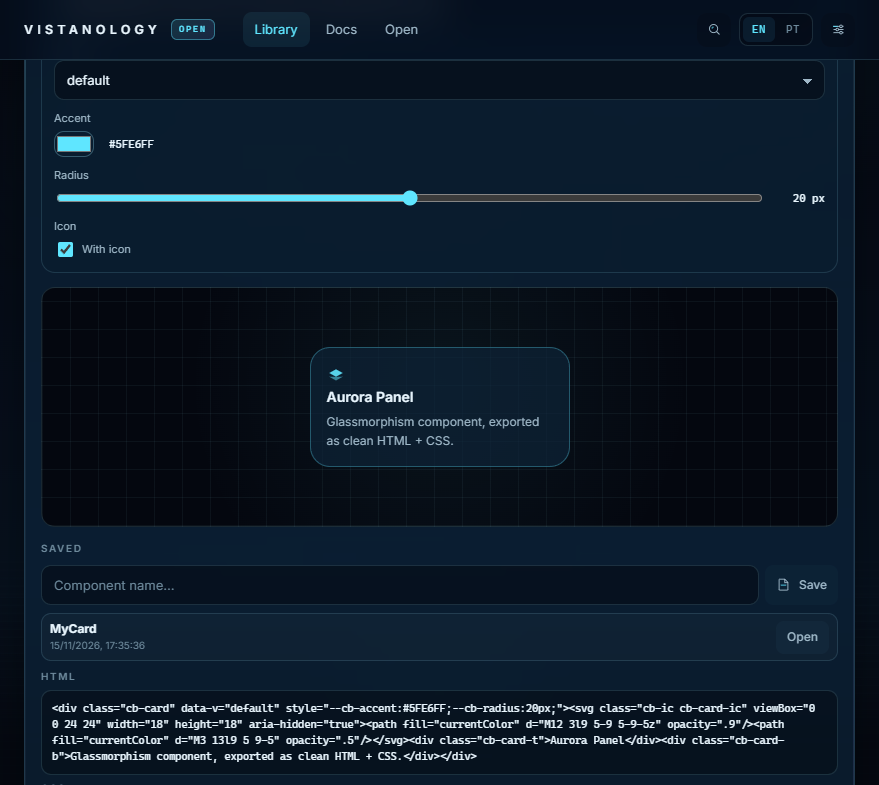 VISTANOLOGY OPEN Library Docs Open EN PT
default
Accent
#5FE6FF
Radius
20 px
Icon
With icon
Aurora Panel
Glassmorphism component, exported
as clean HTML + CSS.
SAVED
Component name...
Save
MyCard
15/11/2026, 17:35:36
Open
HTML
<div class="cb-card" data-v="default" style="--cb-accent:#5FE6FF;--cb-radius:20px;"><svg class="cb-ic cb-card-ic" viewBox="0
0 24 24" width="18" height="18" aria-hidden="true"><path fill="currentColor" d="M12 3l9 5-9 5-9-5z" opacity=".9"/><path
fill="currentColor" d="M3 13l9 5 9-5" opacity=".5"/></svg><div class="cb-card-t">Aurora Panel</div><div class="cb-card-
b">Glassmorphism component, exported as clean HTML + CSS.</div></div>